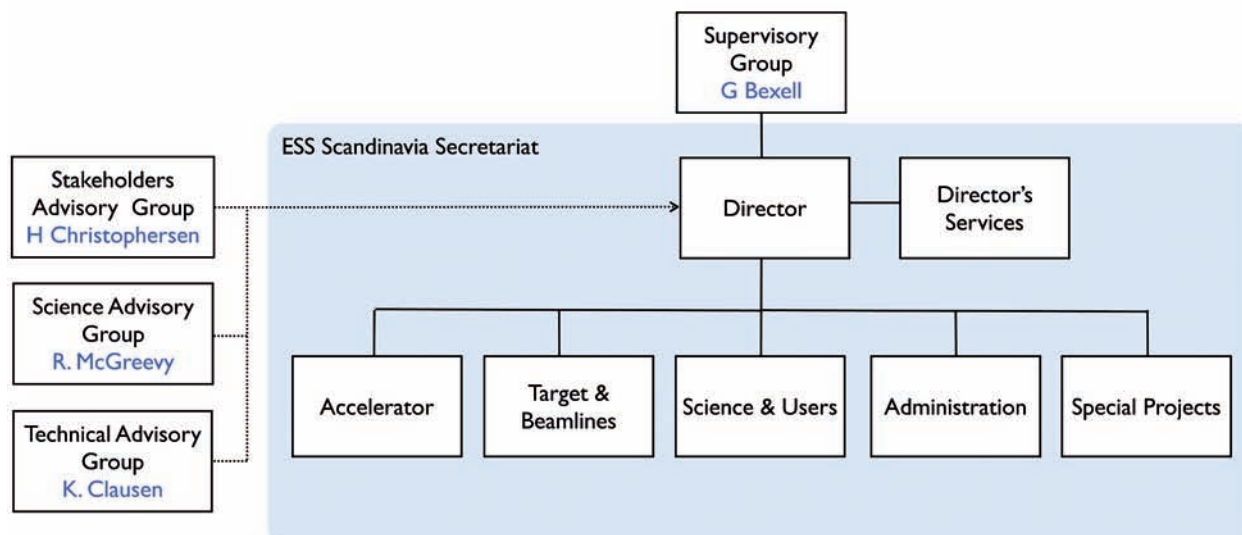 Supervisory
Group
G Bexell
ESS Scandinavia Secretariat
Stakeholders
Advisory Group
H Christophersen
Director
Director's
Services
Science Advisory
Group
R. McGreevy
Accelerator
Target &
Beamlines
Science & Users
Administration
Special Projects
Technical Advisory
Group
K. Clausen